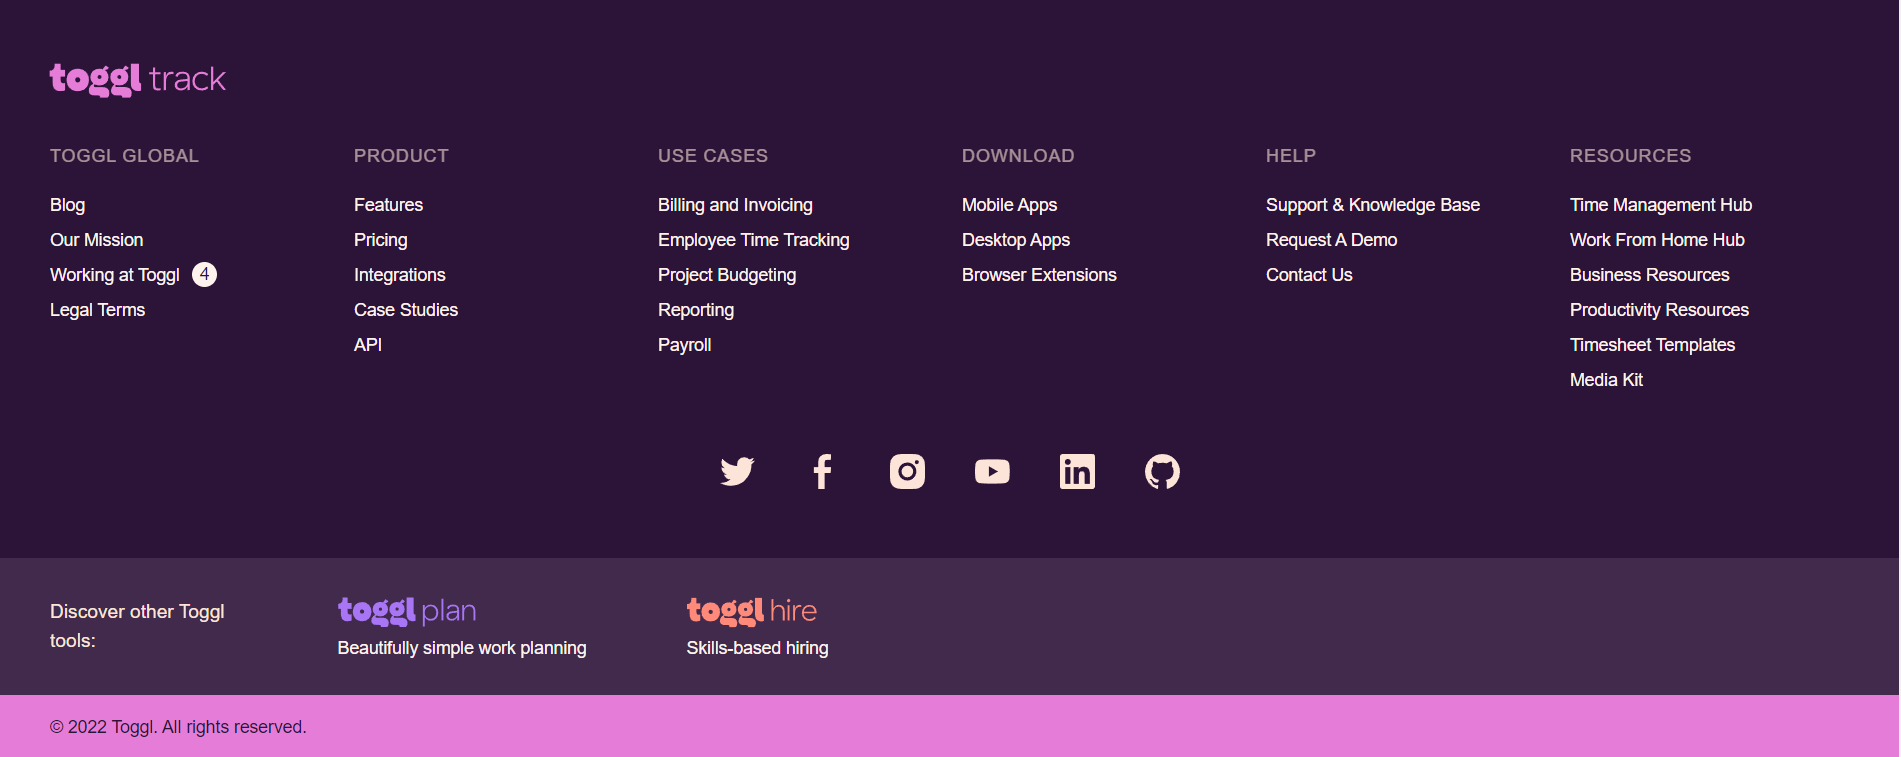 toggl track
TOGGL GLOBAL
Blog
Our Mission
Working at Toggl 4
Legal Terms
PRODUCT
Features
Pricing
Integrations
Case Studies
API
USE CASES
Billing and Invoicing
Employee Time Tracking
Project Budgeting
Reporting
Payroll
DOWNLOAD
Mobile Apps
Desktop Apps
Browser Extensions
HELP
Support & Knowledge Base
Request A Demo
Contact Us
RESOURCES
Time Management Hub
Work From Home Hub
Business Resources
Productivity Resources
Timesheet Templates
Media Kit
in
Discover other Toggl
tools:
toggl plan
Beautifully simple work planning
toggl hire
Skills-based hiring
© 2022 Toggl. All rights reserved.